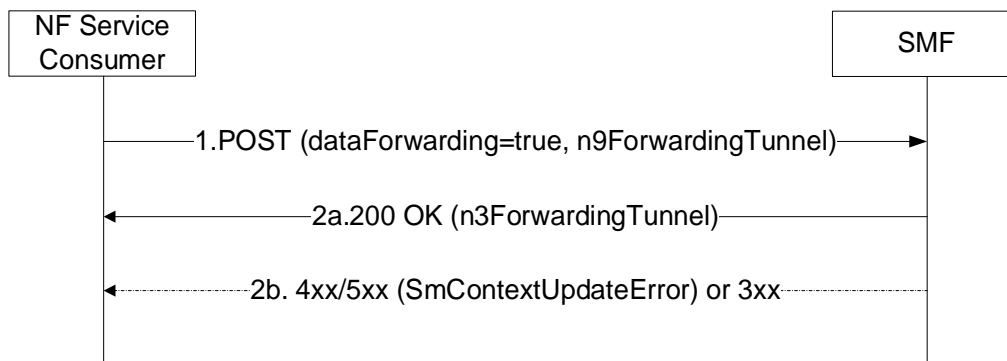 NF Service
Consumer
SMF
1.POST (dataForwarding=true, n9ForwardingTunnel)
2a.200 OK (n3ForwardingTunnel)
2b. 4xx/5xx (SmContextUpdateError) or 3xx